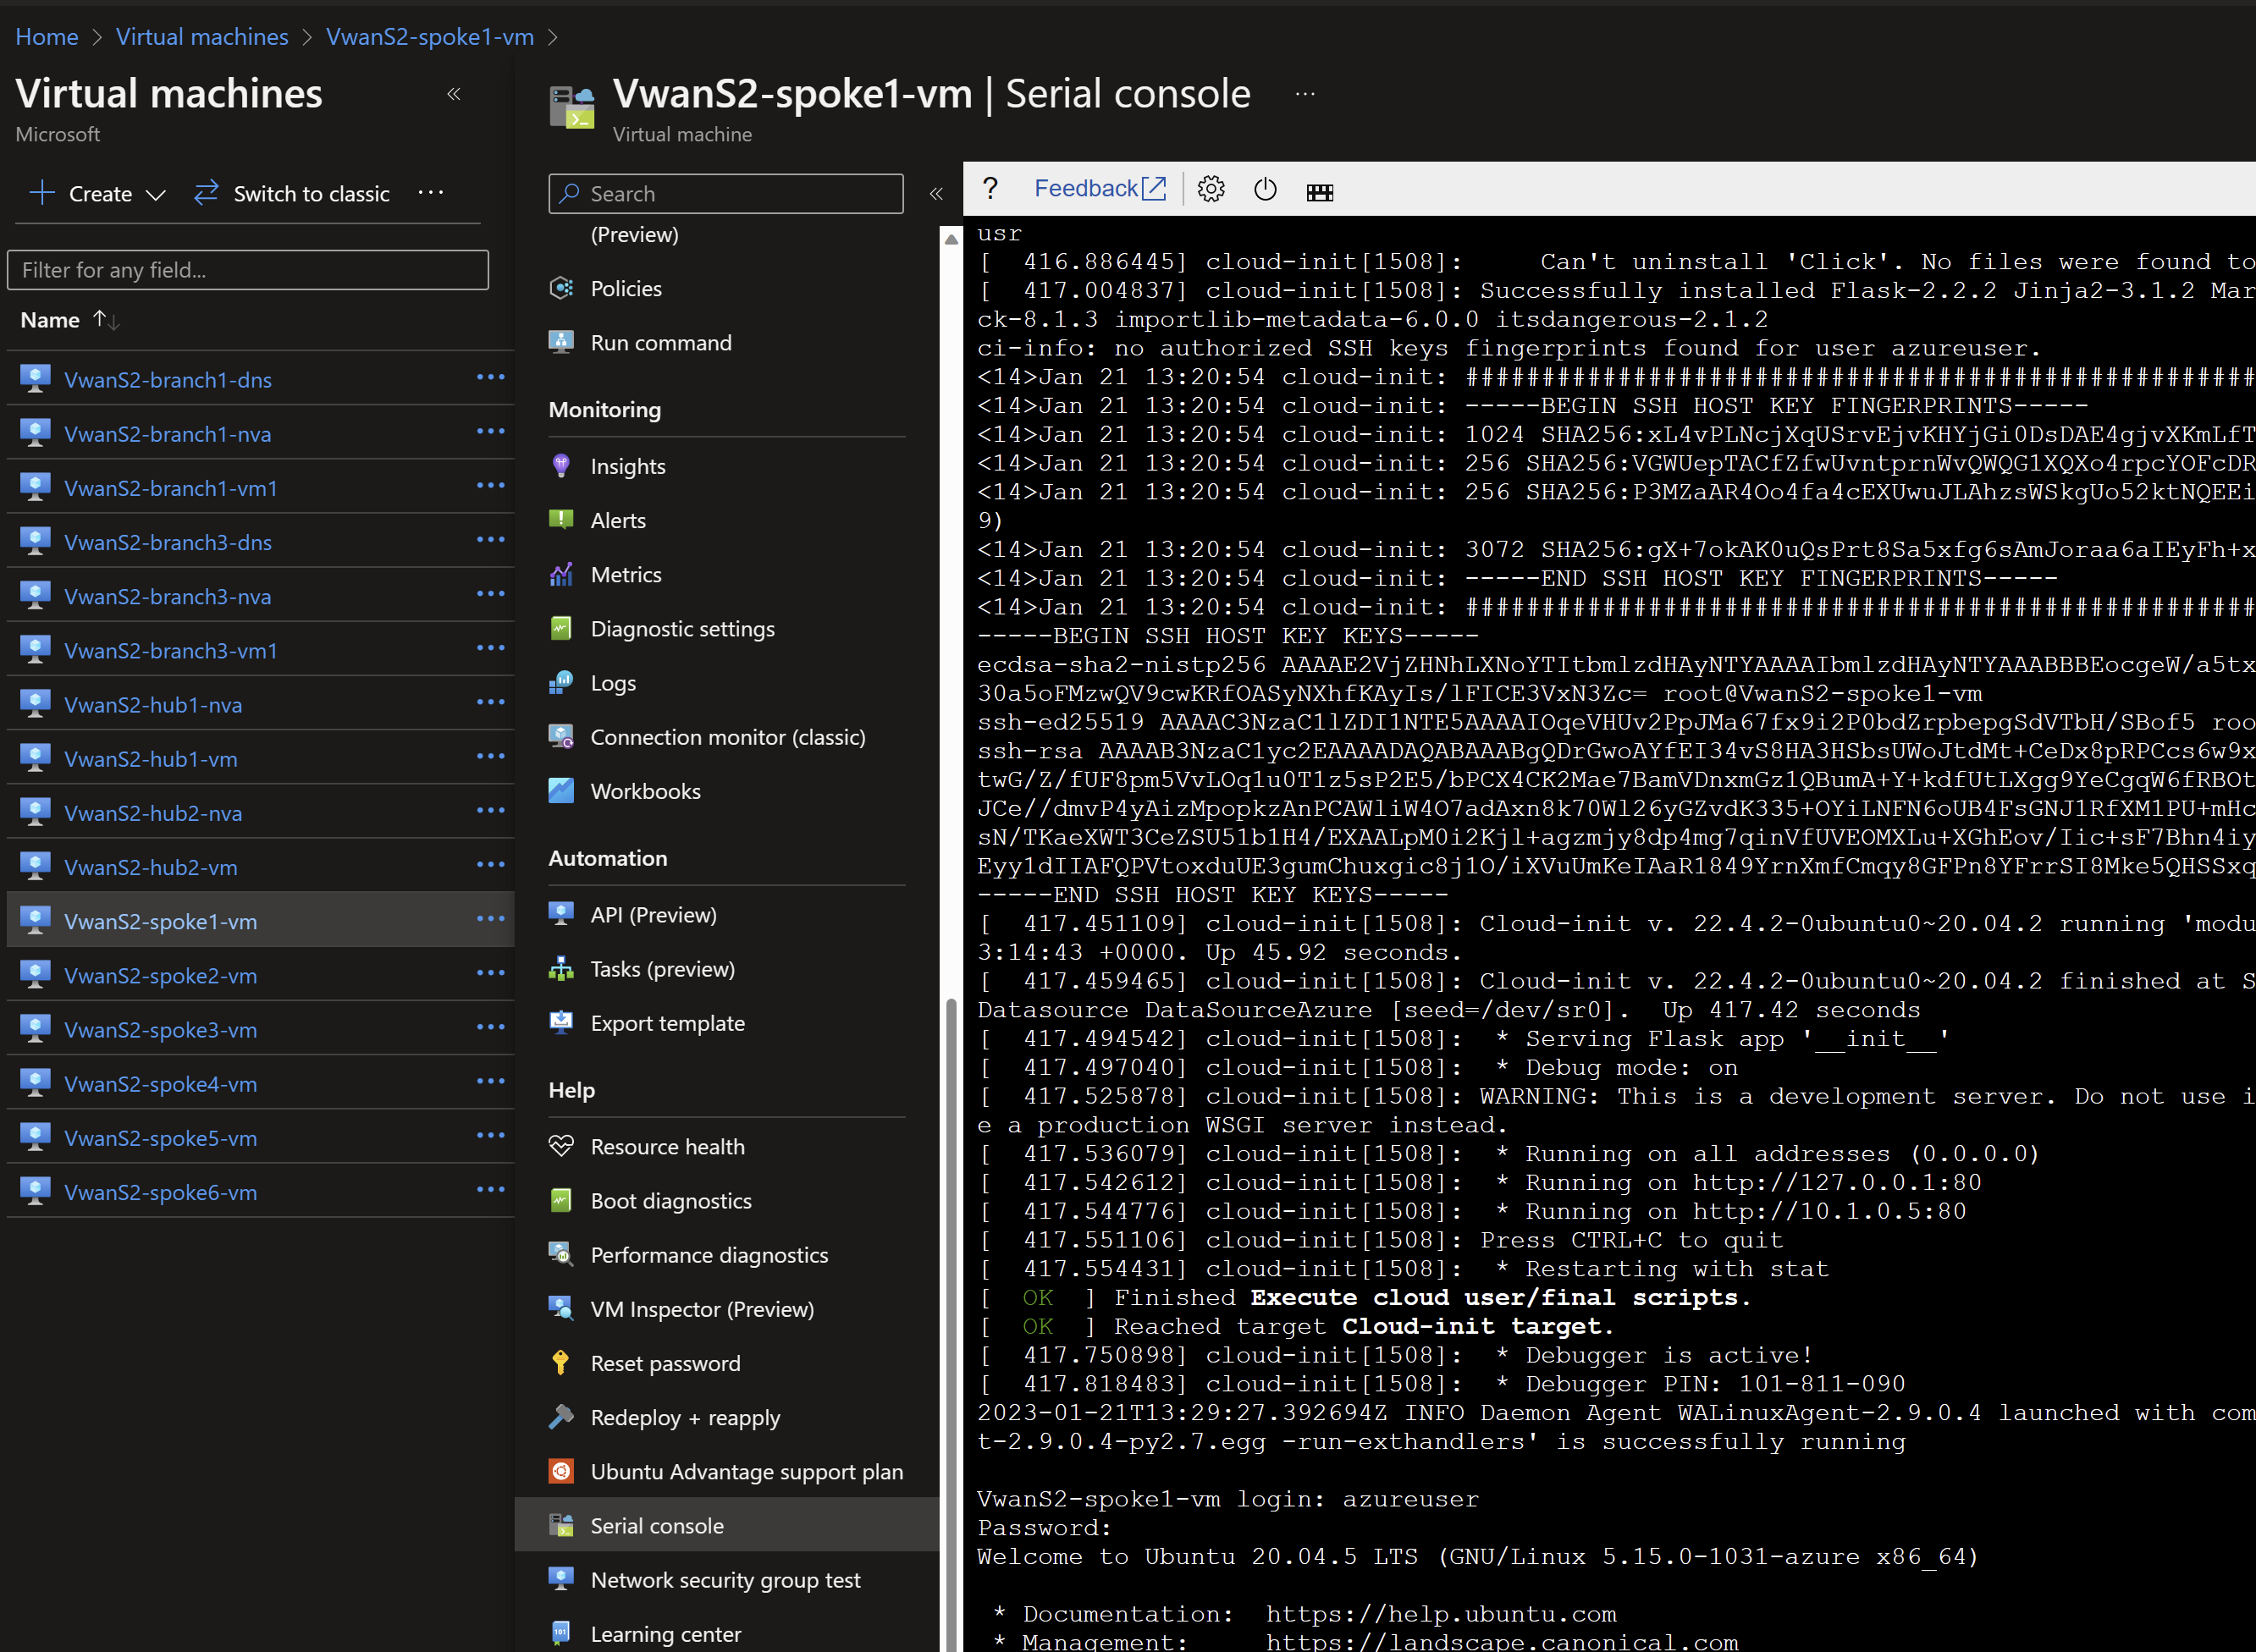 Home > Virtual machines > VwanS2-spoke1-vm >
Virtual machines
Microsoft
Create
Switch to classic
Filter for any field...
Name
VwanS2-branch1-dns
VwanS2-branch1-nva
VwanS2-branch1-vm1
VwanS2-branch3-dns
VwanS2-branch3-nva
VwanS2-branch3-vm1
VwanS2-hub1-nva
VwanS2-hub1-vm
VwanS2-hub2-nva
VwanS2-hub2-vm
VwanS2-spoke1-vm
VwanS2-spoke2-vm
VwanS2-spoke3-vm
VwanS2-spoke4-vm
VwanS2-spoke5-vm
VwanS2-spoke6-vm
VwanS2-spoke1-vm | Serial console
Virtual machine
Search
(Preview)
Policies
Run command
Monitoring
Insights
Alerts
Metrics
Diagnostic settings
Logs
Connection monitor (classic)
Workbooks
Automation
API (Preview)
Tasks (preview)
Export template
Help
Resource health
Boot diagnostics
Performance diagnostics
VM Inspector (Preview)
Reset password
Redeploy + reapply
Ubuntu Advantage support plan
Serial console
Network security group test
Learning center
? Feedback
usr
[  416.886445] cloud-init[1508]:     Can't uninstall 'Click'. No files were found to
[  417.004837] cloud-init[1508]: Successfully installed Flask-2.2.2 Jinja2-3.1.2 Mar
ck-8.1.3 importlib-metadata-6.0.0 itsdangerous-2.1.2
ci-info: no authorized SSH keys fingerprints found for user azureuser.
<14>Jan 21 13:20:54 cloud-init: ####################################################
<14>Jan 21 13:20:54 cloud-init: -----BEGIN SSH HOST KEY FINGERPRINTS-----
<14>Jan 21 13:20:54 cloud-init: 1024 SHA256:xL4vPLNcjXqUSrvEjvKHYjGi0DsDAE4gjvXKmLfT
<14>Jan 21 13:20:54 cloud-init: 256 SHA256:VGWUepTACfZfwUvntprnWvQWQG1XQXo4rpcYOFcDR
<14>Jan 21 13:20:54 cloud-init: 256 SHA256:P3MZaAR4Oo4fa4cEXUwuJLAhzsWSkgUo52ktNQEEi
9)
<14>Jan 21 13:20:54 cloud-init: 3072 SHA256:gX+7okAK0uQsPrt8Sa5xfg6sAmJoraa6aIEyFh+x
<14>Jan 21 13:20:54 cloud-init: -----END SSH HOST KEY FINGERPRINTS-----
<14>Jan 21 13:20:54 cloud-init: ####################################################
-----BEGIN SSH HOST KEY KEYS-----
ecdsa-sha2-nistp256 AAAAE2VjZHNhLXNoYTItbmlzdHAyNTYAAAAIbmlzdHAyNTYAAABBBEocgeW/a5tx
30a5oFMzwQV9cwKRfOASyNXhfKAyIs/lFICE3VxN3Zc= root@VwanS2-spoke1-vm
ssh-ed25519 AAAAC3NzaC1lZDI1NTE5AAAAIOqeVHUv2PpJMa67fx9i2P0bdZrpbepgSdVTbH/SBof5 roo
ssh-rsa AAAAB3NzaC1yc2EAAAADAQABAAABgQDrGwoAYfEI34vS8HA3HSbsUWoJtdMt+CeDx8pRPCcs6w9x
twG/Z/fUF8pm5VvLOq1u0T1z5sP2E5/bPCX4CK2Mae7BamVDnxmGz1QBumA+Y+kdfUtLXgg9YeCgqW6fRBOt
JCe//dmvP4yAizMpopkzAnPCAWliW4O7adAxn8k70Wl26yGZvdK335+OYiLNFN6oUB4FsGNJ1RfXM1PU+mHc
sN/TKaeXWT3CeZSU51b1H4/EXAALpM0i2Kjl+agzmjy8dp4mg7qinVfUVEOMXLu+XGhEov/Iic+sF7Bhn4iy
Eyy1dIIAFQPVtoxduUE3gumChuxgic8j1O/iXVuUmKeIAaR1849YrnXmfCmqy8GFPn8YFrrSI8Mke5QHSSxq
-----END SSH HOST KEY KEYS-----
[  417.451109] cloud-init[1508]: Cloud-init v. 22.4.2-0ubuntu0~20.04.2 running 'modu
3:14:43 +0000. Up 45.92 seconds.
[  417.459465] cloud-init[1508]: Cloud-init v. 22.4.2-0ubuntu0~20.04.2 finished at S
Datasource DataSourceAzure [seed=/dev/sr0].  Up 417.42 seconds
[  417.494542] cloud-init[1508]:  * Serving Flask app '__init__'
[  417.497040] cloud-init[1508]:  * Debug mode: on
[  417.525878] cloud-init[1508]: WARNING: This is a development server. Do not use i
e a production WSGI server instead.
[  417.536079] cloud-init[1508]:  * Running on all addresses (0.0.0.0)
[  417.542612] cloud-init[1508]:  * Running on http://127.0.0.1:80
[  417.544776] cloud-init[1508]:  * Running on http://10.1.0.5:80
[  417.551106] cloud-init[1508]: Press CTRL+C to quit
[  417.554431] cloud-init[1508]:  * Restarting with stat
[  OK  ] Finished Execute cloud user/final scripts.
[  OK  ] Reached target Cloud-init target.
[  417.750898] cloud-init[1508]:  * Debugger is active!
[  417.818483] cloud-init[1508]:  * Debugger PIN: 101-811-090
2023-01-21T13:29:27.392694Z INFO Daemon Agent WALinuxAgent-2.9.0.4 launched with com
t-2.9.0.4-py2.7.egg -run-exthandlers' is successfully running
VwanS2-spoke1-vm login: azureuser
Password:
Welcome to Ubuntu 20.04.5 LTS (GNU/Linux 5.15.0-1031-azure x86_64)
* Documentation:  https://help.ubuntu.com
* Management:     https://landscape.canonical.com